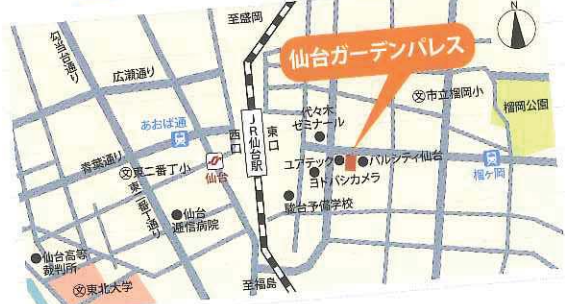 至盛岡
N
仙台ガーデンパレス
勾当台通り
広瀬通り
代々木
ゼミナール
文市立榴岡小
榴岡公園
あおば通
西口
JR仙台駅
東口
青葉通り
文東二番丁小
仙台
ユアテック
パルシティ仙台
榴ヶ岡
ヨドバシカメラ
東二番丁通り
仙台
逓信病院
駿台予備学校
仙台高等
裁判所
文東北大学
至福島